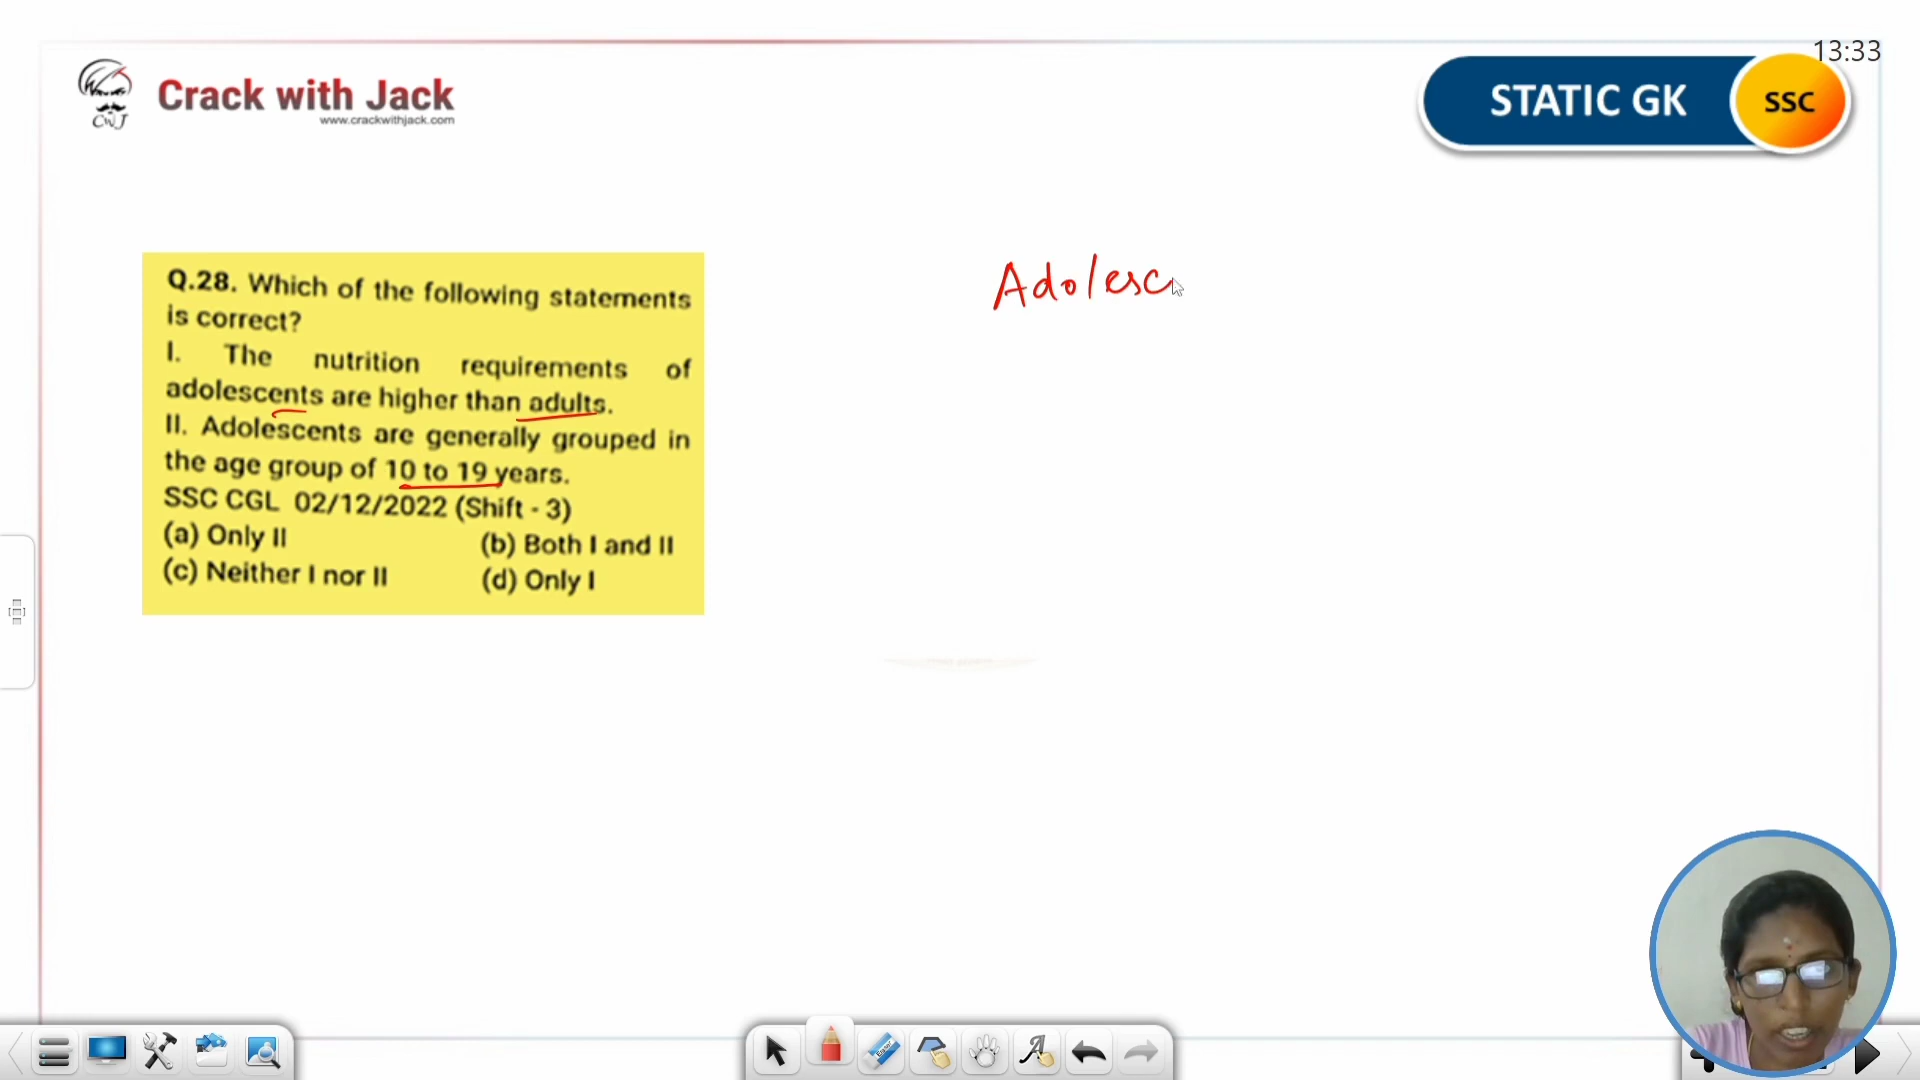 13:33
Crack with Jack
www.crackwithjack.com
CWJ
STATIC GK
SSC
Q.28. Which of the following statements
is correct?
I. The nutrition requirements of
adolescents are higher than adults.
II. Adolescents are generally grouped in
the age group of 10 to 19 years.
SSC CGL 02/12/2022 (Shift - 3)
(a) Only II (b) Both I and II
(c) Neither I nor II (d) Only I
Adolesc
Eraser
A